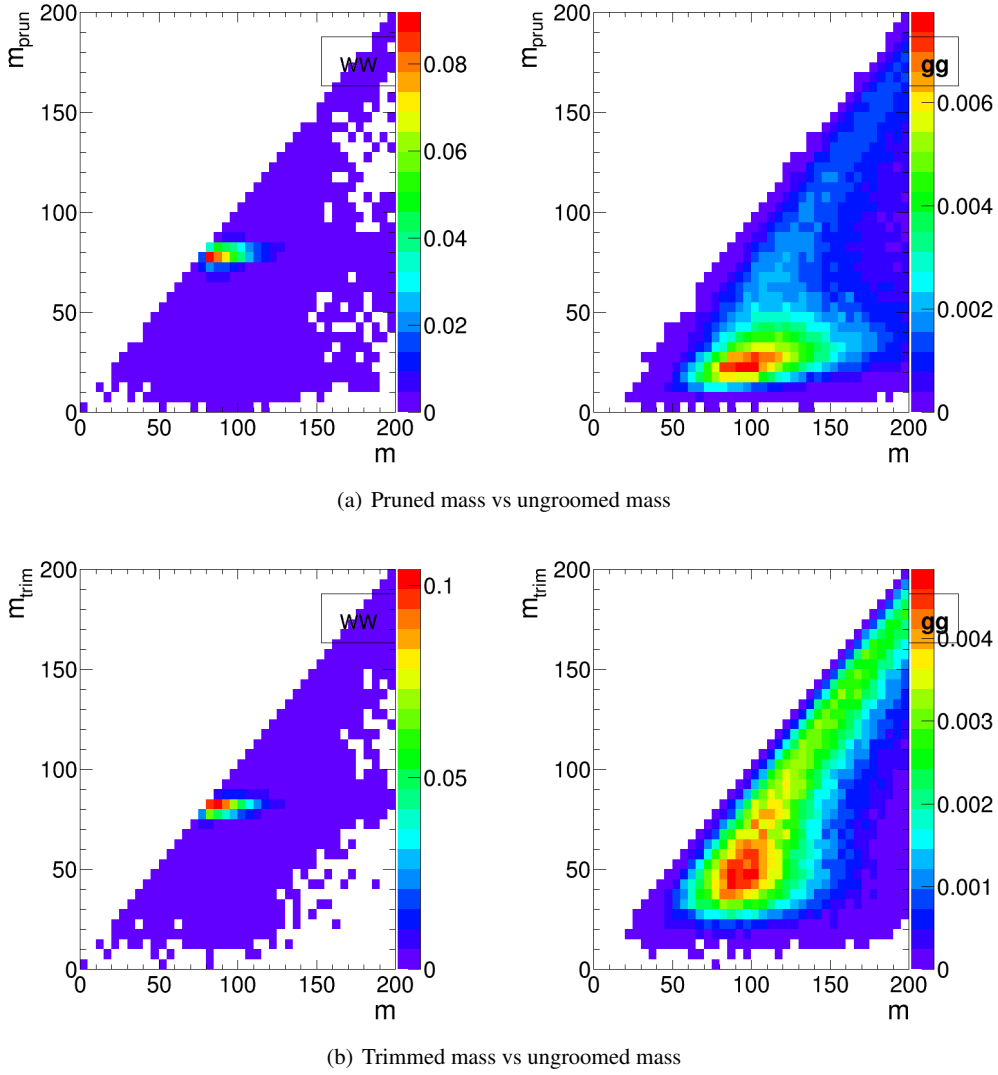 m_prun
200
150
100
50
0
WW
0.08
0.06
0.04
0.02
0
0 50 100 150 200
m
m_prun
200
150
100
50
0
gg
0.006
0.004
0.002
0
0 50 100 150 200
m
(a) Pruned mass vs ungroomed mass
m_trim
200
150
100
50
0
WW
0.1
0.05
0
0 50 100 150 200
m
m_trim
200
150
100
50
0
gg
0.004
0.003
0.002
0.001
0
0 50 100 150 200
m
(b) Trimmed mass vs ungroomed mass